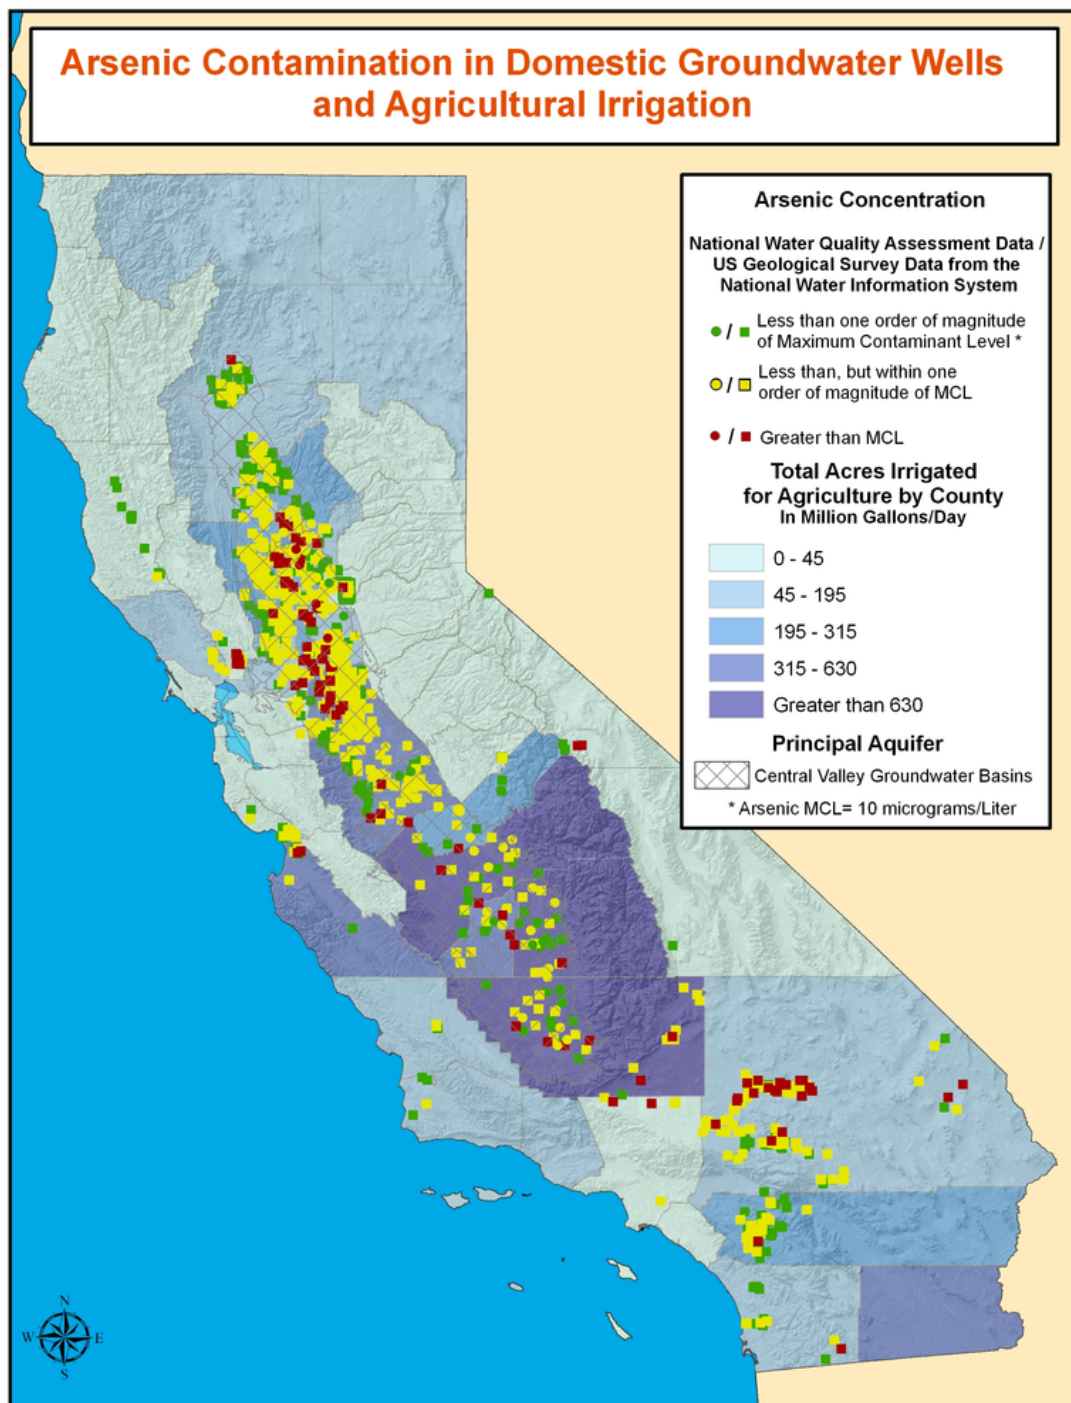 Arsenic Contamination in Domestic Groundwater Wells
and Agricultural Irrigation
Arsenic Concentration
National Water Quality Assessment Data /
US Geological Survey Data from the
National Water Information System
/ Less than one order of magnitude
of Maximum Contaminant Level *
/ Less than, but within one
order of magnitude of MCL
/ Greater than MCL
Total Acres Irrigated
for Agriculture by County
In Million Gallons/Day
0 - 45
45 - 195
195 - 315
315 - 630
Greater than 630
Principal Aquifer
Central Valley Groundwater Basins
* Arsenic MCL= 10 micrograms/Liter
N
W E
S